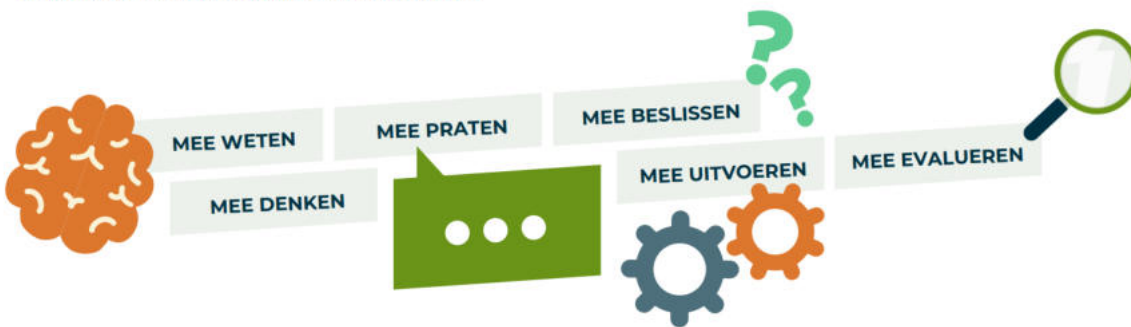 MEE WETEN
MEE DENKEN
MEE PRATEN
MEE BESLISSEN
??
MEE UITVOEREN
MEE EVALUEREN